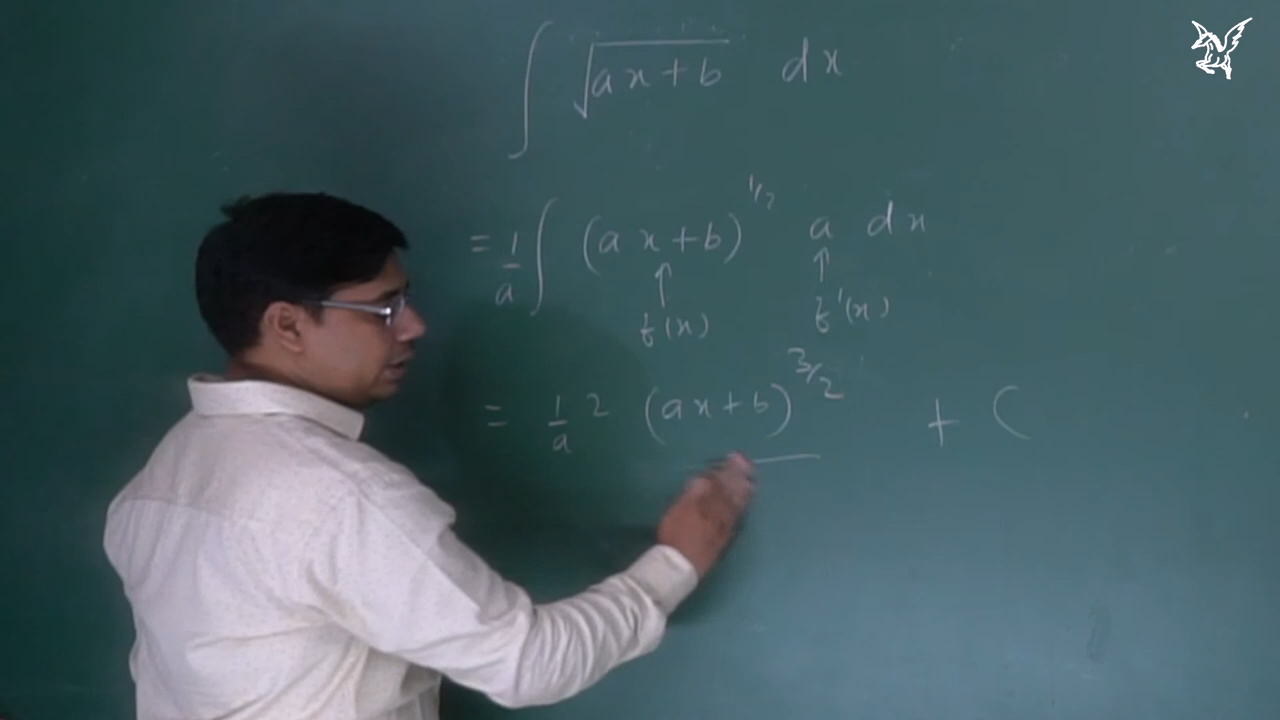 ∫ √(ax+b) dx
= 1/a ∫ (ax+b)^1/2 a dx
↑ ↑
f(x) f'(x)
= 1/a 2 (ax+b)^3/2 + C